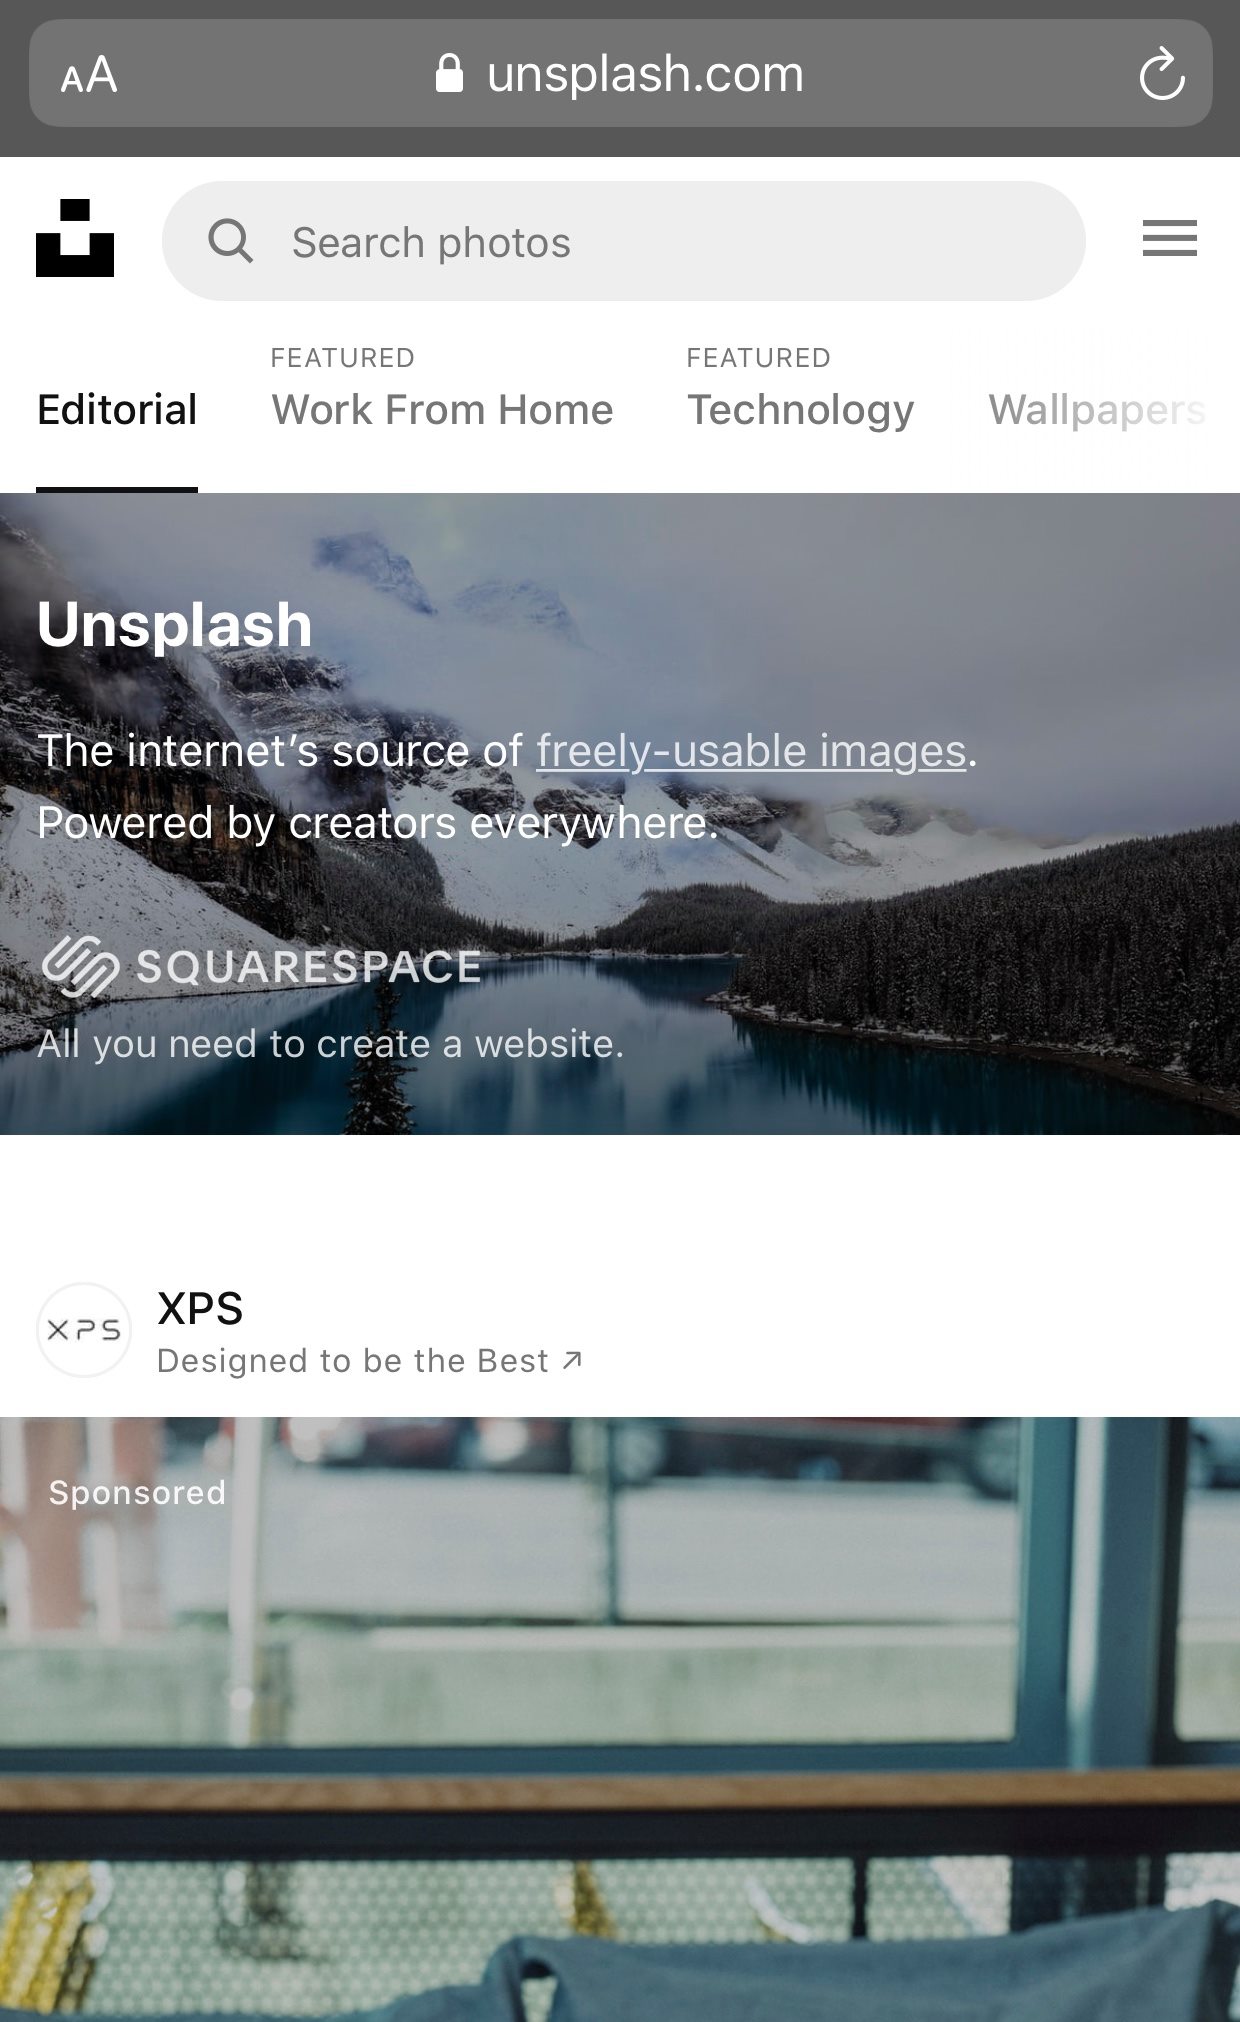 AA
unsplash.com
Search photos
FEATURED
FEATURED
Editorial
Work From Home
Technology
Wallpapers
Unsplash
The internet’s source of freely-usable images.
Powered by creators everywhere.
SQUARESPACE
All you need to create a website.
XPS
XPS
Designed to be the Best ↗
Sponsored